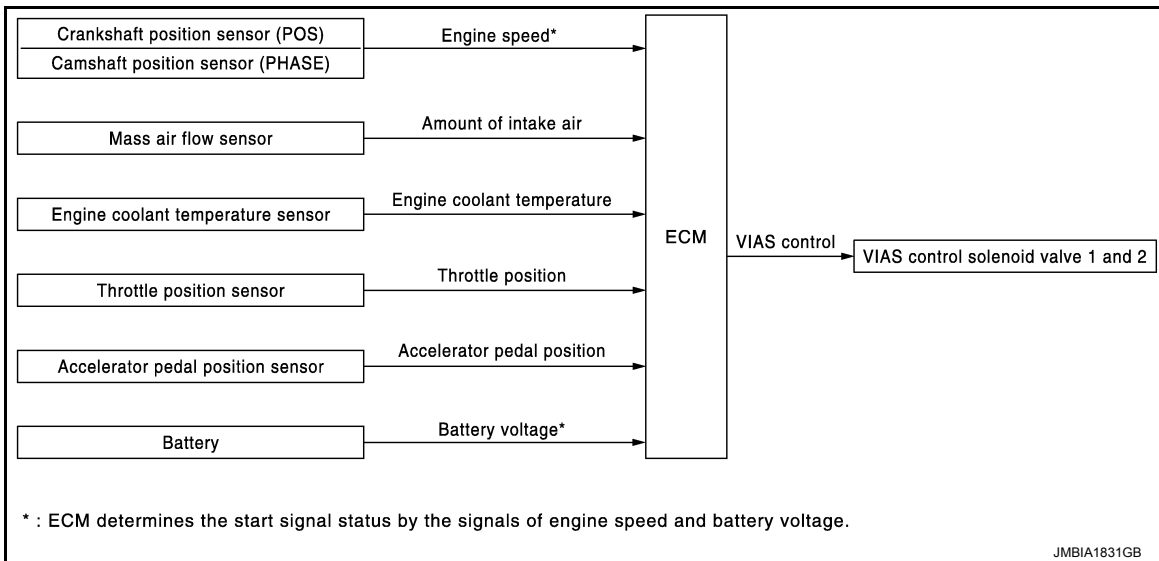 Crankshaft position sensor (POS)
Engine speed*
Camshaft position sensor (PHASE)
Mass air flow sensor
Amount of intake air
Engine coolant temperature sensor
Engine coolant temperature
ECM
VIAS control
VIAS control solenoid valve 1 and 2
Throttle position sensor
Throttle position
Accelerator pedal position sensor
Accelerator pedal position
Battery
Battery voltage*
* : ECM determines the start signal status by the signals of engine speed and battery voltage.
JMBIA1831GB